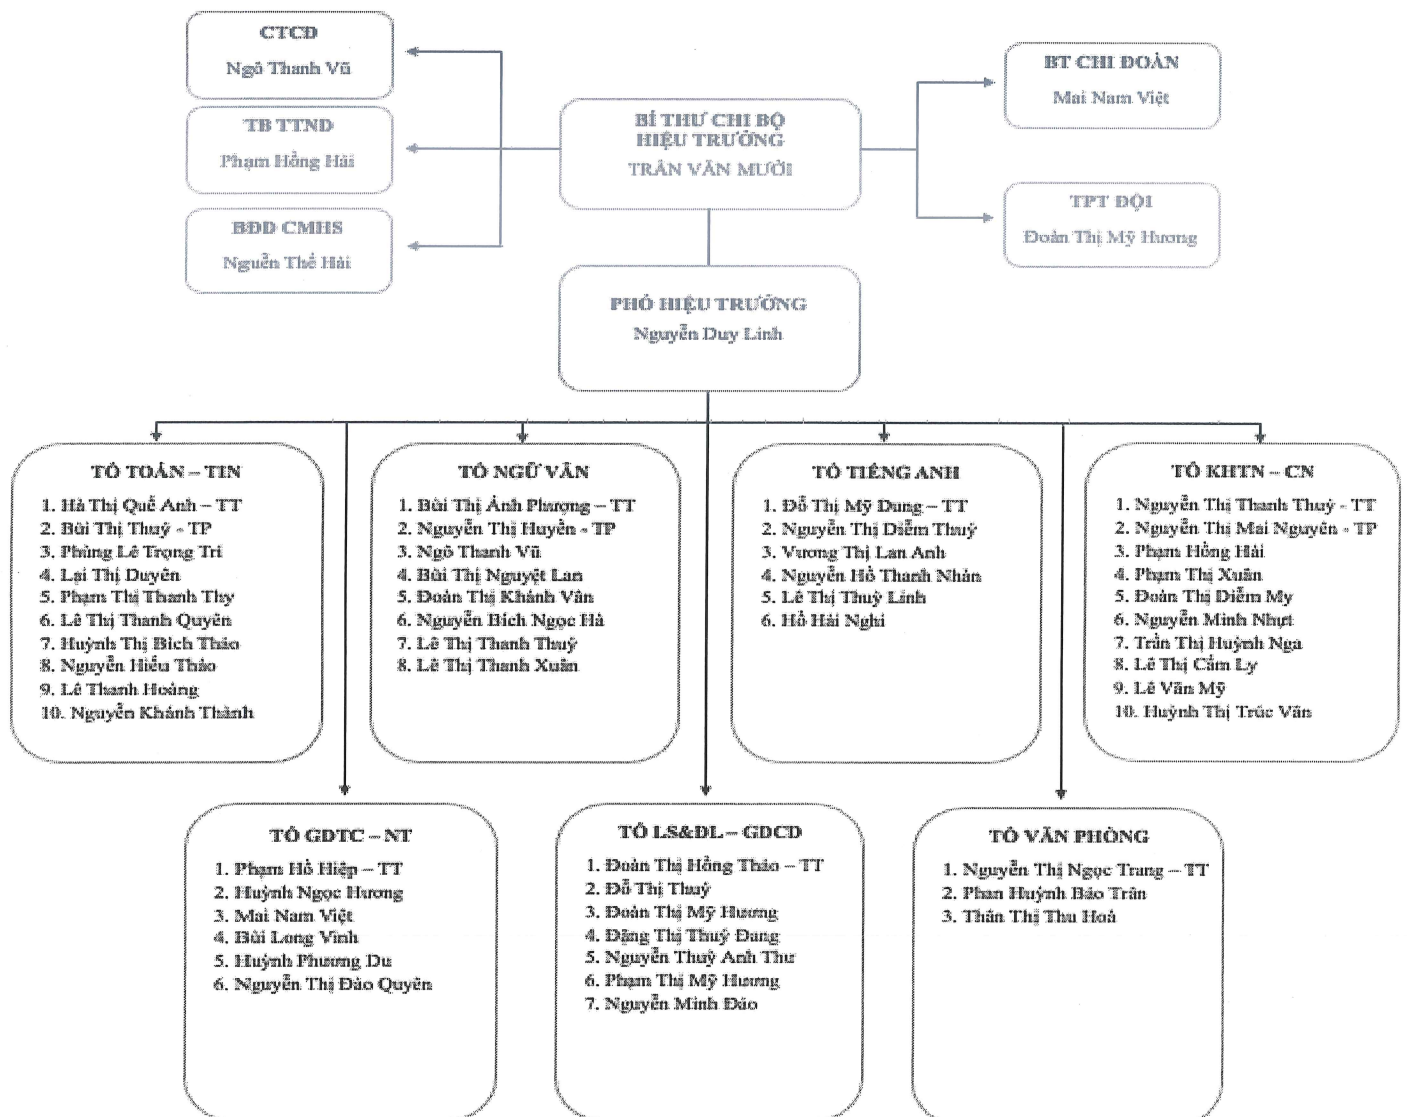 CTCĐ
Ngô Thanh Vũ
TB TTND
Phạm Hồng Hải
BĐD CMHS
Nguễn Thế Hải
BÍ THƯ CHI BỘ
HIỆU TRƯỞNG
TRẦN VĂN MƯỜI
BT CHI ĐOÀN
Mai Nam Việt
TPT ĐỘI
Đoàn Thị Mỹ Hương
PHÓ HIỆU TRƯỞNG
Nguyễn Duy Linh
TỔ TOÁN – TIN
1. Hà Thị Quế Anh – TT
2. Bùi Thị Thuỷ - TP
3. Phùng Lê Trọng Trí
4. Lại Thị Duyên
5. Phạm Thị Thanh Thy
6. Lê Thị Thanh Quyên
7. Huỳnh Thị Bích Thảo
8. Nguyễn Hiếu Thảo
9. Lê Thanh Hoàng
10. Nguyễn Khánh Thành
TỔ NGỮ VĂN
1. Bùi Thị Ánh Phượng – TT
2. Nguyễn Thị Huyền - TP
3. Ngô Thanh Vũ
4. Bùi Thị Nguyệt Lan
5. Đoàn Thị Khánh Vân
6. Nguyễn Bích Ngọc Hà
7. Lê Thị Thanh Thuỷ
8. Lê Thị Thanh Xuân
TỔ TIẾNG ANH
1. Đỗ Thị Mỹ Dung – TT
2. Nguyễn Thị Diễm Thuý
3. Vương Thị Lan Anh
4. Nguyễn Hồ Thanh Nhàn
5. Lê Thị Thuỳ Linh
6. Hồ Hải Nghi
TỔ KHTN – CN
1. Nguyễn Thị Thanh Thuỷ - TT
2. Nguyễn Thị Mai Nguyên - TP
3. Phạm Hồng Hải
4. Phạm Thị Xuân
5. Đoàn Thị Diễm My
6. Nguyễn Minh Nhựt
7. Trần Thị Huỳnh Nga
8. Lê Thị Cẩm Ly
9. Lê Văn Mỹ
10. Huỳnh Thị Trúc Vân
TỔ GDTC – NT
1. Phạm Hồ Hiệp – TT
2. Huỳnh Ngọc Hương
3. Mai Nam Việt
4. Bùi Long Vinh
5. Huỳnh Phương Du
6. Nguyễn Thị Đào Quyên
TỔ LS&ĐL – GDCD
1. Đoàn Thị Hồng Thảo – TT
2. Đỗ Thị Thuý
3. Đoàn Thị Mỹ Hương
4. Đặng Thị Thuỳ Dung
5. Nguyễn Thuỵ Anh Thư
6. Phạm Thị Mỹ Hương
7. Nguyễn Minh Đảo
TỔ VĂN PHÒNG
1. Nguyễn Thị Ngọc Trang – TT
2. Phan Huỳnh Bảo Trân
3. Thân Thị Thu Hoà